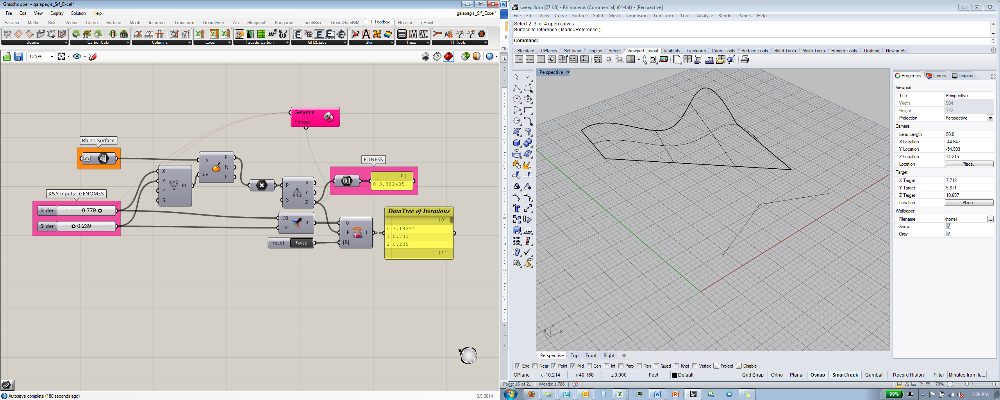 Grasshopper - galapagis_Srf_Excel*
File Edit View Display Solution Help
galapagis_Srf_Excel*
Params Maths Sets Vector Curve Surface Mesh Intersect Transform GeomGym Wb Slingshot! Kangaroo LunchBox GeomGymBIM TT Toolbox Horster gHowl
Beams CarbonCalc Columns Excel Facade Carbon GH2Etabs Skin Truss TT Tools
125%
Genome
Fitness
Rhino Surface
S P
N
uv F
X
Y
Z
S
XYZ
Pt
X&Y inputs : GENOMES
Slider 0.779
Slider 0.239
P X
Y
S Z
XYZ
FITNESS
0.1
{0}
0 3.382405
D1
D2
R
reset False
G
F I
[R]
DataTree of Iterations
{0}
0 3.18294
1 0.731
2 0.239
{1}
Autosave complete (180 seconds ago)
0.9.0014
sweep.3dm (27 KB) - Rhinoceros (Commercial) (64-bit) - [Perspective]
File Edit View Curve Surface Solid Mesh Dimension Transform Tools Analyze Render Panels Help
Select 2, 3, or 4 open curves:
Surface to reference ( Mode=Reference ):
Command:
Standard CPlanes Set View Display Select Viewport Layout Visibility Transform Curve Tools Surface Tools Solid Tools Mesh Tools Render Tools Drafting New in V5
Perspective
z
y x
Perspective Top Front Right
End Near Point Mid Cen Int Perp Tan Quad Knot Vertex Project Disable
CPlane x -10.214 y 40.168 z 0.000 Feet Default Grid Snap Ortho Planar Osnap SmartTrack Gumball Record History Filter Minutes from la...
Properties Layers Display
Viewport
Title Perspective
Width 904
Height 722
Projection Perspective
Camera
Lens Length 50.0
X Location -44.647
Y Location -54.993
Z Location 74.215
Location Place...
Target
X Target 7.718
Y Target 5.671
Z Target 10.697
Location Place...
Wallpaper
Filename (none) ...
Show
Gray
Page: 16 of 21 Words: 1,786
70%
99%
3:28 PM